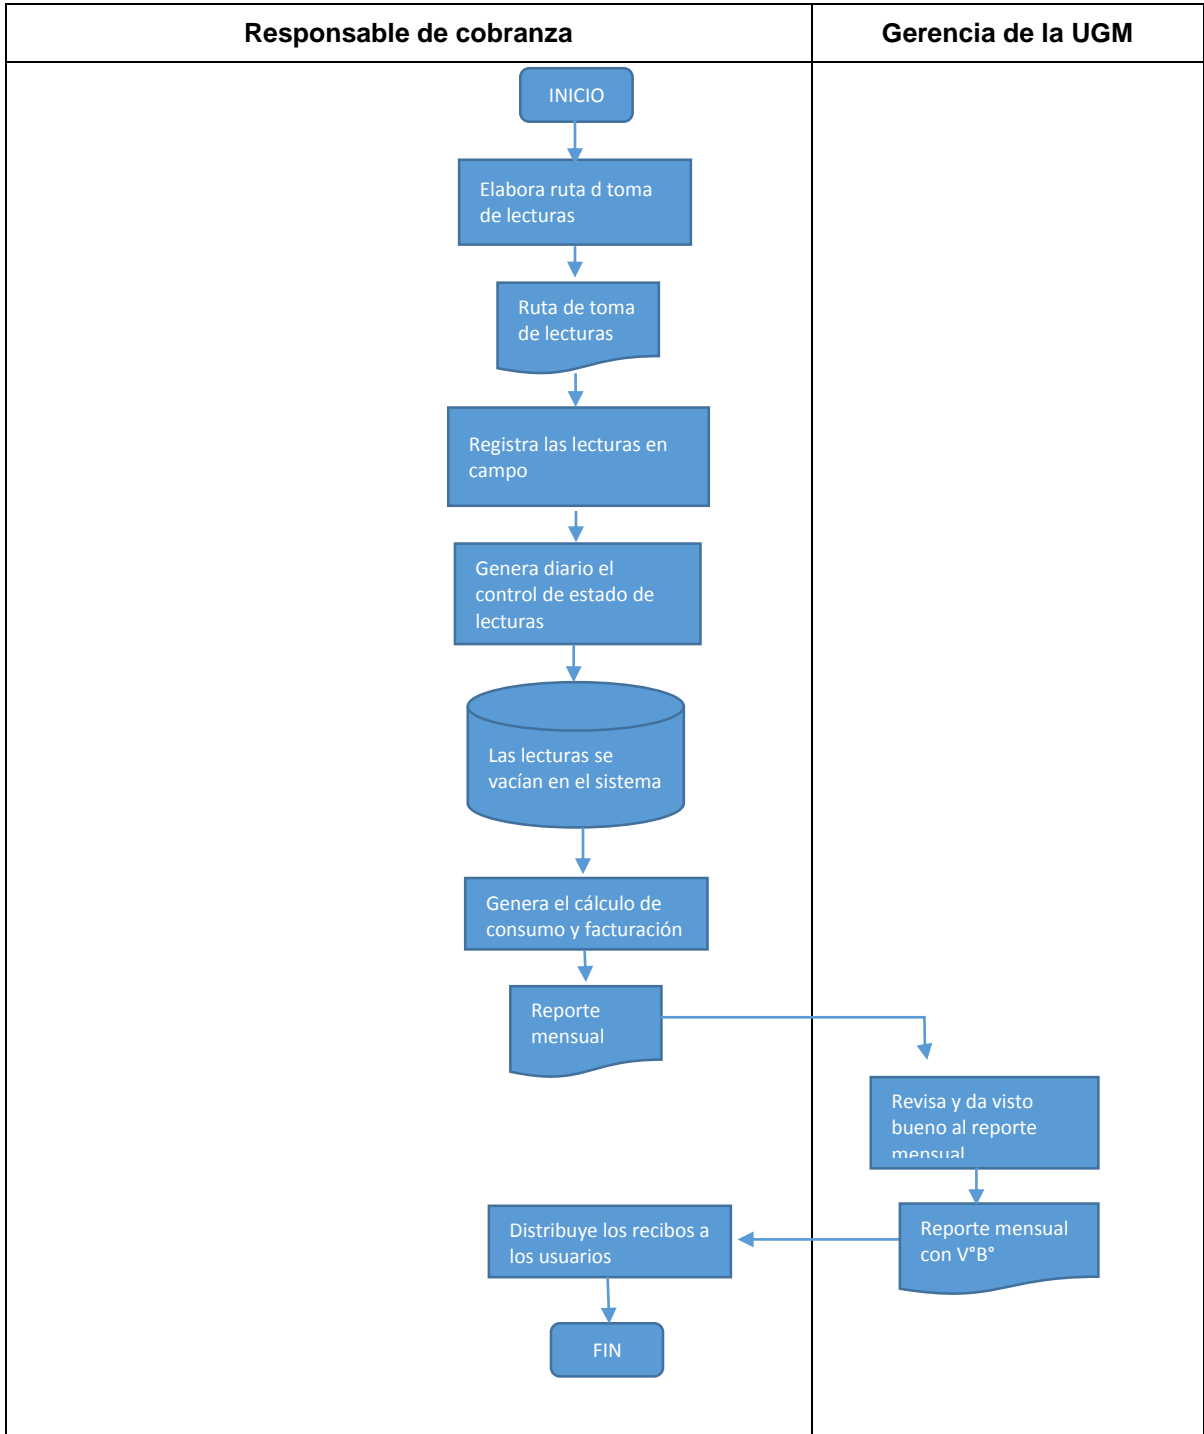 Responsable de cobranza
Gerencia de la UGM
INICIO
Elabora ruta d toma
de lecturas
Ruta de toma
de lecturas
Registra las lecturas en
campo
Genera diario el
control de estado de
lecturas
Las lecturas se
vacían en el sistema
Genera el cálculo de
consumo y facturación
Reporte
mensual
Revisa y da visto
bueno al reporte
mensual
Reporte mensual
con V°B°
Distribuye los recibos a
los usuarios
FIN